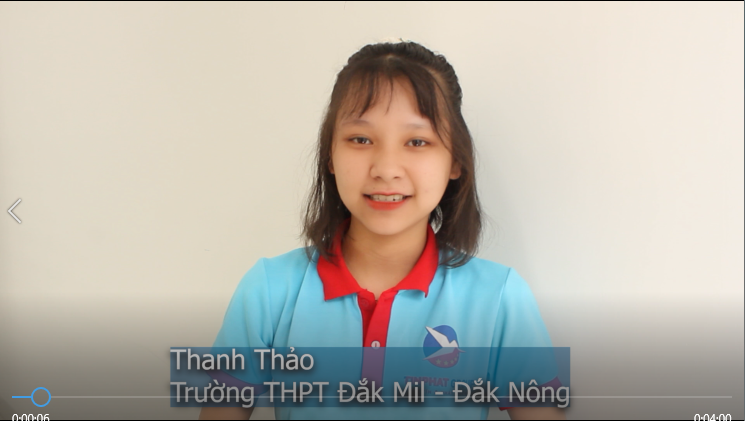 Thanh Thảo
Trường THPT Đắk Mil - Đắk Nông
0:00:06
0:04:00